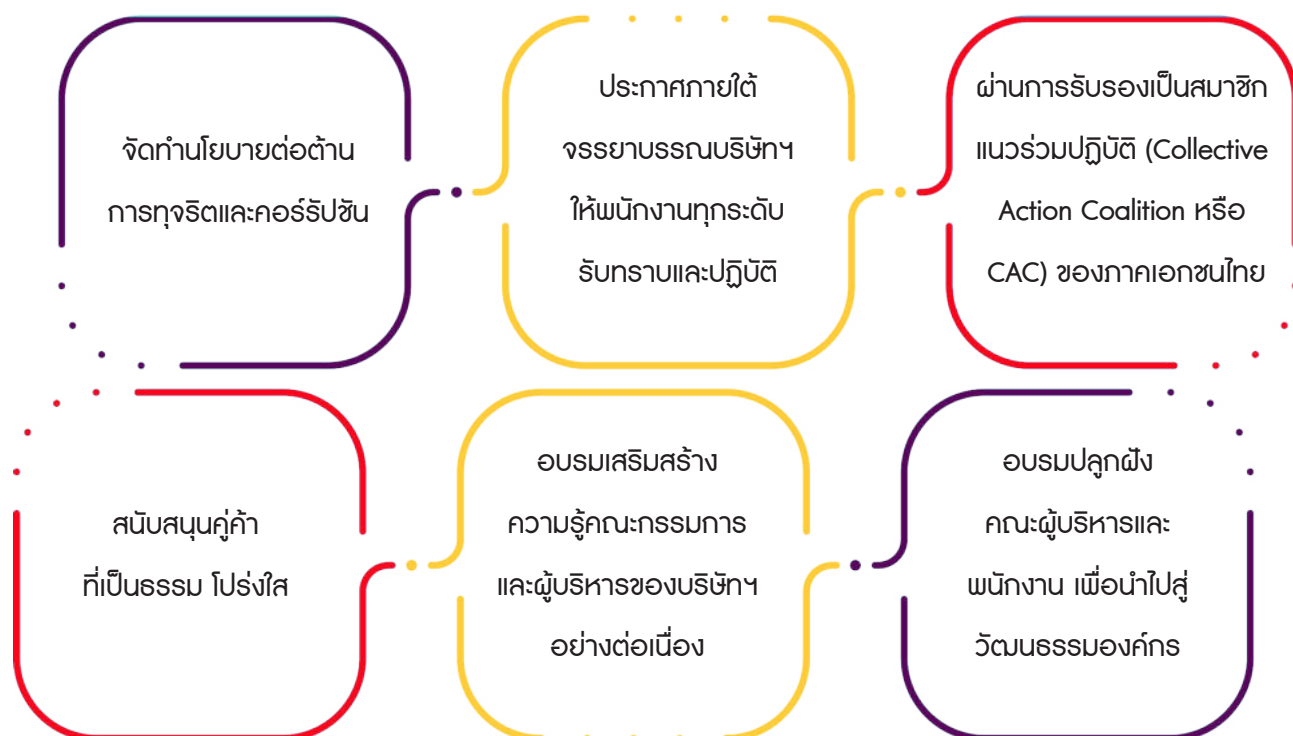 จัดทำนโยบายต่อต้าน
การทุจริตและคอร์รัปชัน
ประกาศภายใต้
จรรยาบรรณบริษัทฯ
ให้พนักงานทุกระดับ
รับทราบและปฏิบัติ
ผ่านการรับรองเป็นสมาชิก
แนวร่วมปฏิบัติ (Collective
Action Coalition หรือ
CAC) ของภาคเอกชนไทย
สนับสนุนคู่ค้า
ที่เป็นธรรม โปร่งใส
อบรมเสริมสร้าง
ความรู้คณะกรรมการ
และผู้บริหารของบริษัทฯ
อย่างต่อเนื่อง
อบรมปลูกฝัง
คณะผู้บริหารและ
พนักงาน เพื่อนำไปสู่
วัฒนธรรมองค์กร